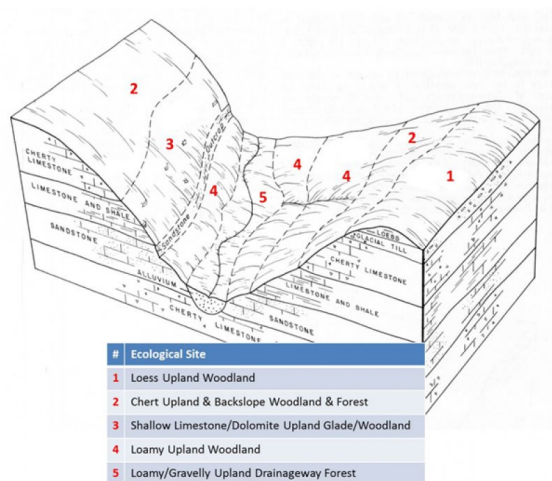 2
2
3
4
4
4
1
5
Sandstone Outcrop
CHERTY
LIMESTONE
LIMESTONE AND SHALE
SANDSTONE
ALLUVIUM
CHERTY LIMESTONE
SANDSTONE
LIMESTONE AND SHALE
CHERTY LIMESTONE
LOESS
GLACIAL TILL
# Ecological Site
1 Loess Upland Woodland
2 Chert Upland & Backslope Woodland & Forest
3 Shallow Limestone/Dolomite Upland Glade/Woodland
4 Loamy Upland Woodland
5 Loamy/Gravelly Upland Drainageway Forest